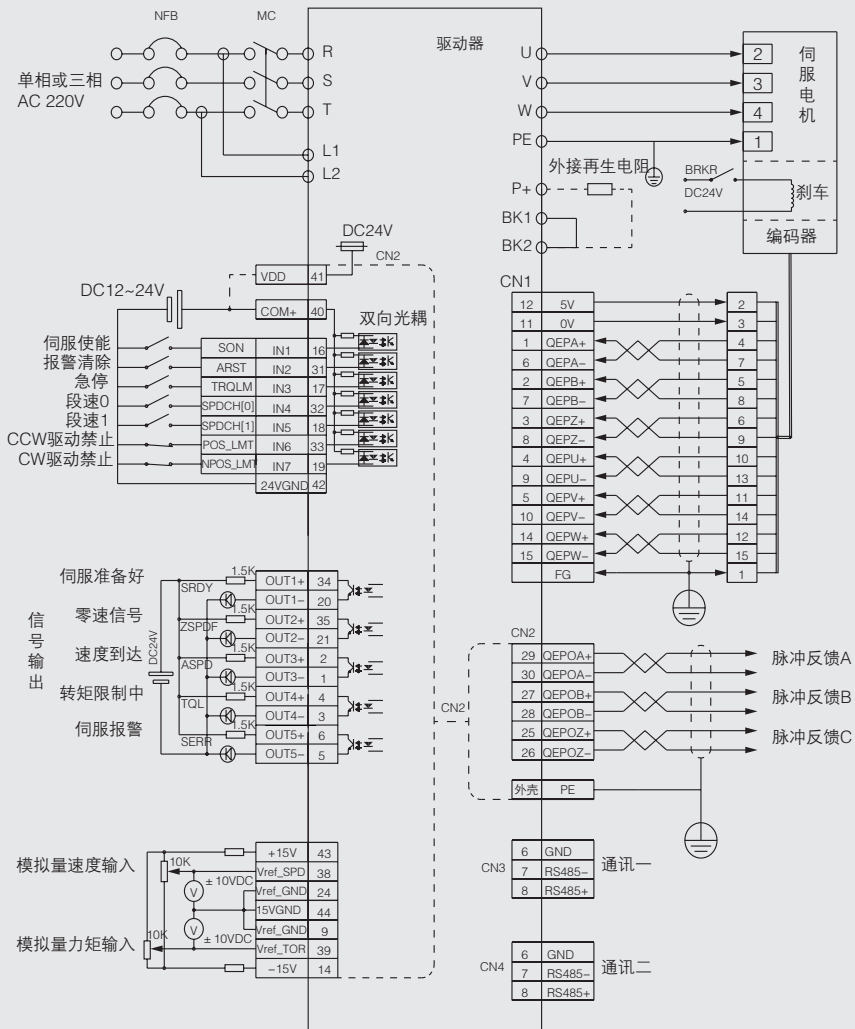 NFB
MC
驱动器
单相或三相
AC 220V
R
S
T
L1
L2
U
V
W
PE
2
3
4
1
伺服电机
外接再生电阻
P+
BK1
BK2
BRKR
DC24V
刹车
编码器
DC24V
CN2
VDD 41
DC12~24V
COM+ 40
双向光耦
伺服使能 SON IN1 16
报警清除 ARST IN2 31
急停 TRQLM IN3 17
段速0 SPDCH[0] IN4 32
段速1 SPDCH[1] IN5 18
CCW驱动禁止 POS_LMT IN6 33
CW驱动禁止 NPOS_LMT IN7 19
24VGND 42
CN1
12 5V 2
11 0V 3
1 QEPA+ 4
6 QEPA- 7
2 QEPB+ 5
7 QEPB- 8
3 QEPZ+ 6
8 QEPZ- 9
4 QEPU+ 10
9 QEPU- 13
5 QEPV+ 11
10 QEPV- 14
14 QEPW+ 12
15 QEPW- 15
FG 1
信号输出
DC24V
伺服准备好 SRDY 1.5K OUT1+ 34
OUT1- 20
零速信号 ZSPDF 1.5K OUT2+ 35
OUT2- 21
速度到达 ASPD 1.5K OUT3+ 2
OUT3- 1
转矩限制中 TQL 1.5K OUT4+ 4
OUT4- 3
伺服报警 SERR 1.5K OUT5+ 6
OUT5- 5
CN2
CN2
29 QEPOA+ 脉冲反馈A
30 QEPOA-
27 QEPOB+ 脉冲反馈B
28 QEPOB-
25 QEPOZ+ 脉冲反馈C
26 QEPOZ-
外壳 PE
模拟量速度输入
10K
V
±10VDC
+15V 43
Vref_SPD 38
Vref_GND 24
15VGND 44
Vref_GND 9
Vref_TOR 39
-15V 14
模拟量力矩输入
10K
V
±10VDC
CN3
6 GND
7 RS485-
8 RS485+
通讯一
CN4
6 GND
7 RS485-
8 RS485+
通讯二